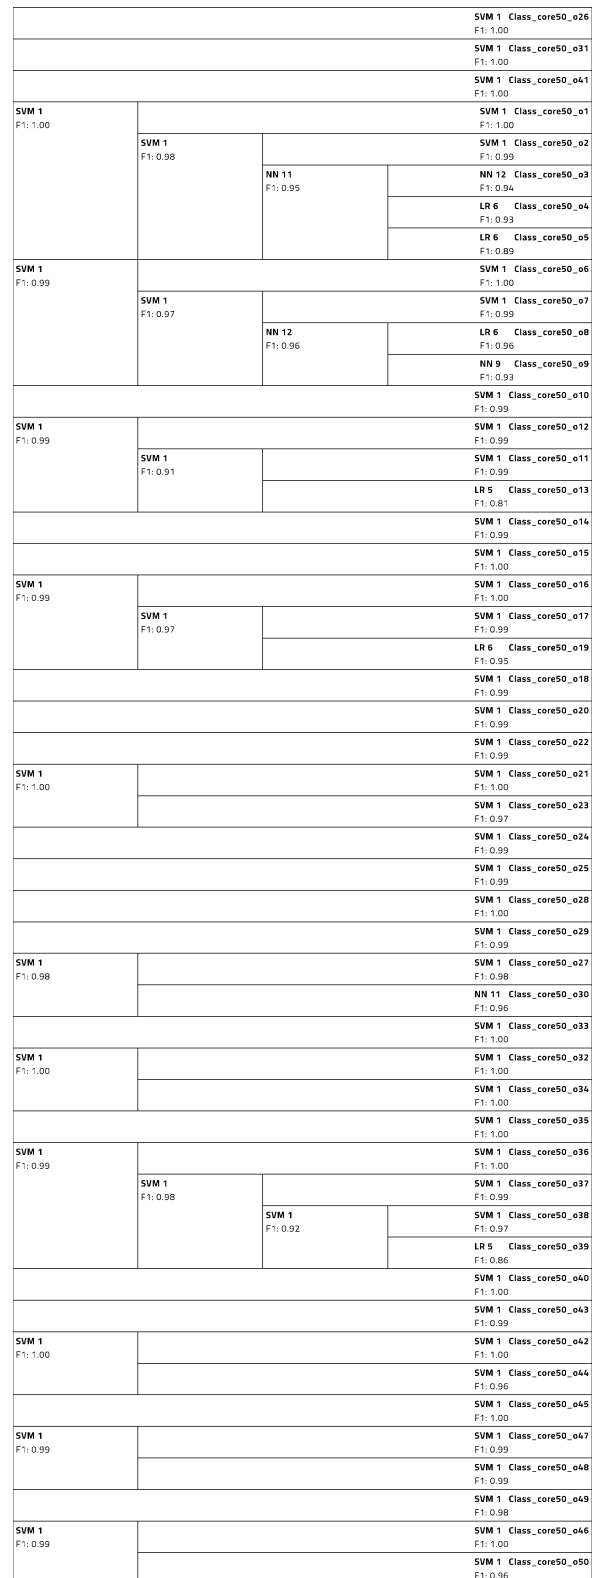 SVM 1 Class_core50_o26
F1: 1.00
SVM 1 Class_core50_o31
F1: 1.00
SVM 1 Class_core50_o41
F1: 1.00
SVM 1 SVM 1 Class_core50_o1
F1: 1.00 F1: 1.00
SVM 1 SVM 1 Class_core50_o2
F1: 0.98 F1: 0.99
NN 11 NN 12 Class_core50_o3
F1: 0.95 F1: 0.94
LR 6 Class_core50_o4
F1: 0.93
LR 6 Class_core50_o5
F1: 0.89
SVM 1 SVM 1 Class_core50_o6
F1: 0.99 F1: 1.00
SVM 1 SVM 1 Class_core50_o7
F1: 0.97 F1: 0.99
NN 12 LR 6 Class_core50_o8
F1: 0.96 F1: 0.96
NN 9 Class_core50_o9
F1: 0.93
SVM 1 Class_core50_o10
F1: 0.99
SVM 1 SVM 1 Class_core50_o12
F1: 0.99 F1: 0.99
SVM 1 SVM 1 Class_core50_o11
F1: 0.91 F1: 0.99
LR 5 Class_core50_o13
F1: 0.81
SVM 1 Class_core50_o14
F1: 0.99
SVM 1 Class_core50_o15
F1: 1.00
SVM 1 SVM 1 Class_core50_o16
F1: 0.99 F1: 1.00
SVM 1 SVM 1 Class_core50_o17
F1: 0.97 F1: 0.99
LR 6 Class_core50_o19
F1: 0.95
SVM 1 Class_core50_o18
F1: 0.99
SVM 1 Class_core50_o20
F1: 0.99
SVM 1 Class_core50_o22
F1: 0.99
SVM 1 SVM 1 Class_core50_o21
F1: 1.00 F1: 1.00
SVM 1 Class_core50_o23
F1: 0.97
SVM 1 Class_core50_o24
F1: 0.99
SVM 1 Class_core50_o25
F1: 0.99
SVM 1 Class_core50_o28
F1: 1.00
SVM 1 Class_core50_o29
F1: 0.99
SVM 1 SVM 1 Class_core50_o27
F1: 0.98 F1: 0.98
NN 11 Class_core50_o30
F1: 0.96
SVM 1 Class_core50_o33
F1: 1.00
SVM 1 SVM 1 Class_core50_o32
F1: 1.00 F1: 1.00
SVM 1 Class_core50_o34
F1: 1.00
SVM 1 Class_core50_o35
F1: 1.00
SVM 1 SVM 1 Class_core50_o36
F1: 0.99 F1: 1.00
SVM 1 SVM 1 Class_core50_o37
F1: 0.98 F1: 0.99
SVM 1 SVM 1 Class_core50_o38
F1: 0.92 F1: 0.97
LR 5 Class_core50_o39
F1: 0.86
SVM 1 Class_core50_o40
F1: 1.00
SVM 1 Class_core50_o43
F1: 0.99
SVM 1 SVM 1 Class_core50_o42
F1: 1.00 F1: 1.00
SVM 1 Class_core50_o44
F1: 0.96
SVM 1 Class_core50_o45
F1: 1.00
SVM 1 SVM 1 Class_core50_o47
F1: 0.99 F1: 0.99
SVM 1 Class_core50_o48
F1: 0.99
SVM 1 Class_core50_o49
F1: 0.98
SVM 1 SVM 1 Class_core50_o46
F1: 0.99 F1: 1.00
SVM 1 Class_core50_o50
F1: 0.96